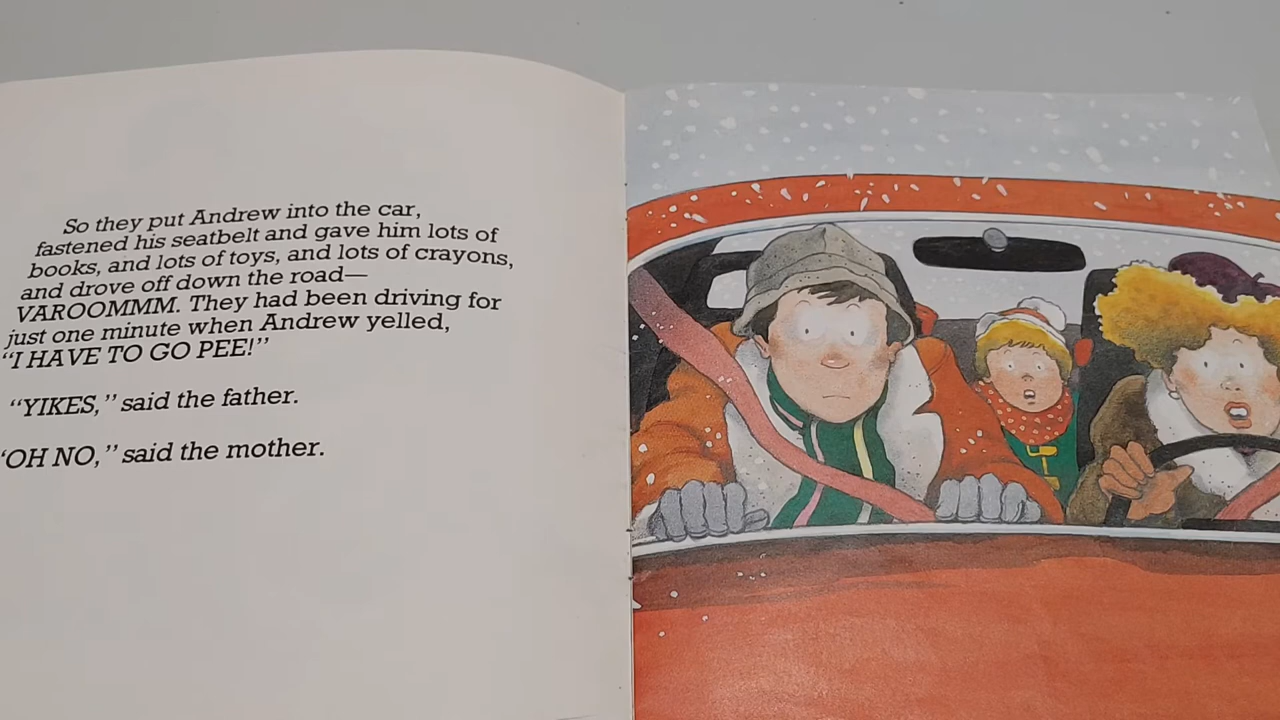 So they put Andrew into the car,
fastened his seatbelt and gave him lots of
books, and lots of toys, and lots of crayons,
and drove off down the road—
VAROOMMM. They had been driving for
just one minute when Andrew yelled,
“I HAVE TO GO PEE!”
“YIKES,” said the father.
‘OH NO,” said the mother.